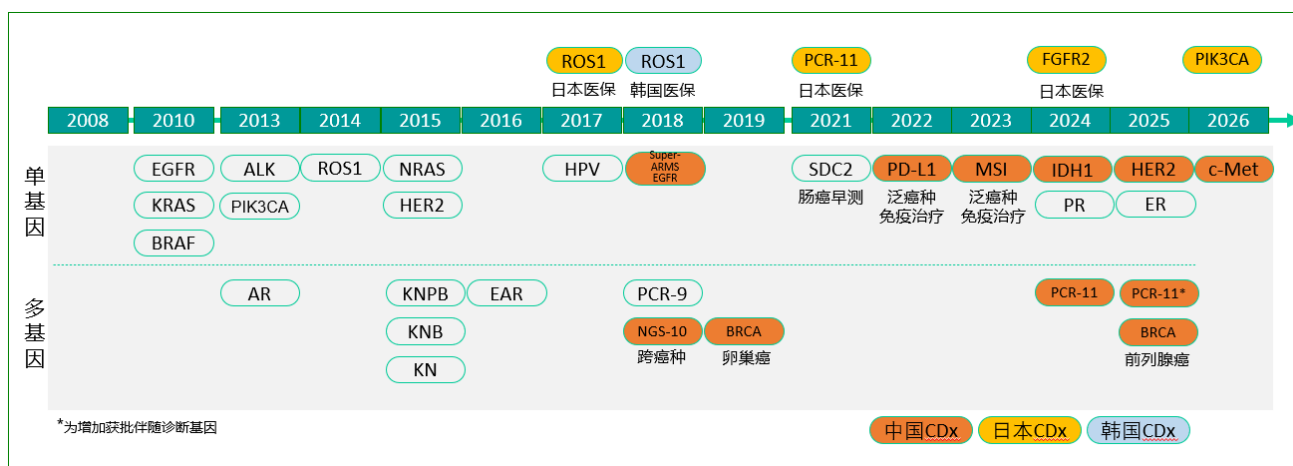 ROS1 ROS1 PCR-11 FGFR2 PIK3CA
日本医保 韩国医保 日本医保 日本医保
2008 2010 2013 2014 2015 2016 2017 2018 2019 2021 2022 2023 2024 2025 2026
单基因
EGFR ALK ROS1 NRAS HPV Super-ARMS EGFR SDC2 PD-L1 MSI IDH1 HER2 c-Met
肠癌早测 泛癌种 泛癌种
免疫治疗 免疫治疗
KRAS PIK3CA HER2 PR ER
BRAF
多基因
AR KNPB EAR PCR-9 PCR-11 PCR-11*
KNB NGS-10 BRCA BRCA
跨癌种 卵巢癌 前列腺癌
KN
*为增加获批伴随诊断基因
中国CDx 日本CDx 韩国CDx